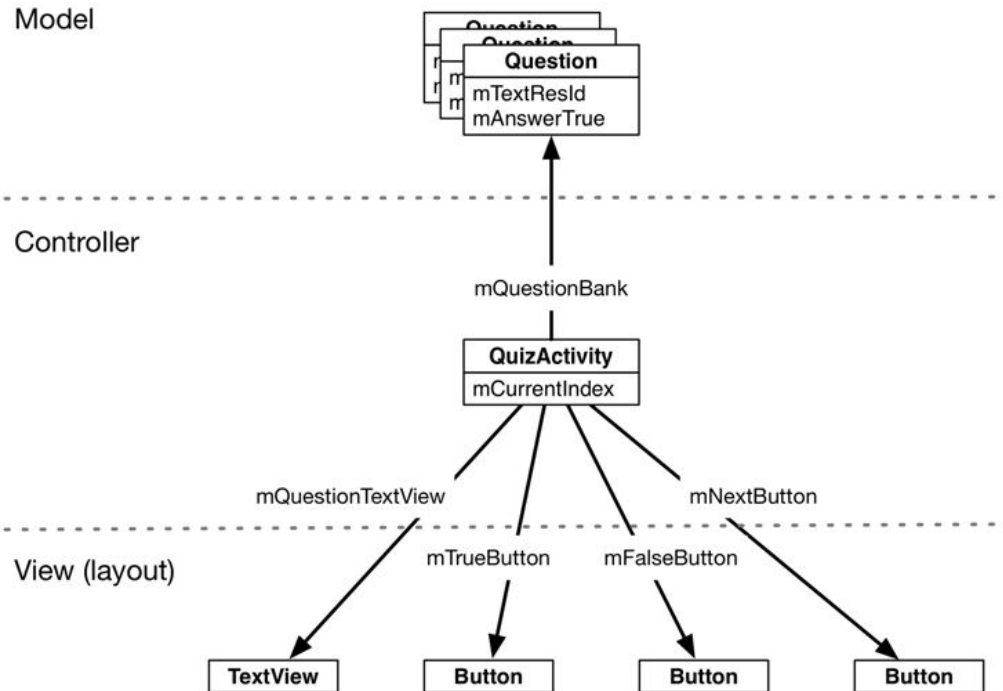 Model
Question
Question
Question
mTextResId
mAnswerTrue
Controller
mQuestionBank
QuizActivity
mCurrentIndex
mQuestionTextView
mNextButton
View (layout)
mTrueButton
mFalseButton
TextView
Button
Button
Button